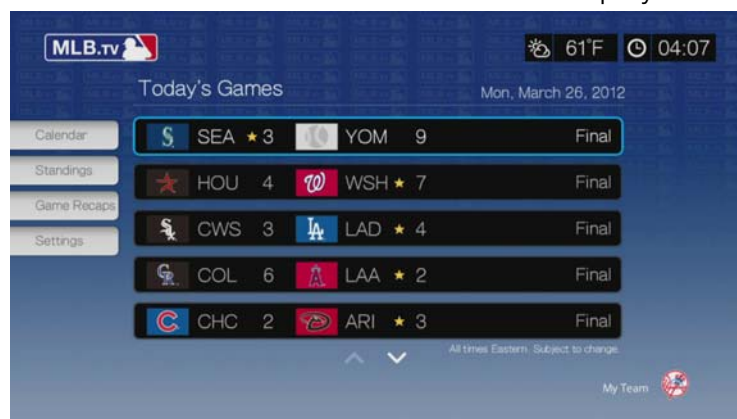 MLB.TV
61°F
04:07
Today's Games
Mon, March 26, 2012
Calendar
Standings
Game Recaps
Settings
SEA ★ 3 YOM 9 Final
HOU 4 WSH ★ 7 Final
CWS 3 LAD ★ 4 Final
COL 6 LAA ★ 2 Final
CHC 2 ARI ★ 3 Final
All times Eastern. Subject to change.
My Team